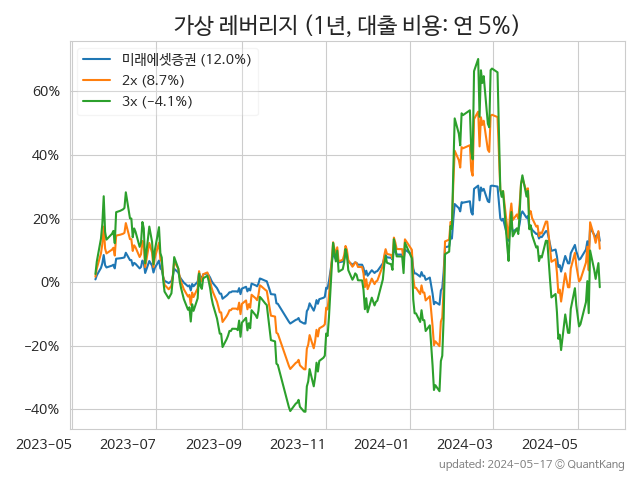 가상 레버리지 (1년, 대출 비용: 연 5%)
미래에셋증권 (12.0%)
2x (8.7%)
3x (−4.1%)
60%
40%
20%
0%
−20%
−40%
2023-05 2023-07 2023-09 2023-11 2024-01 2024-03 2024-05
updated: 2024-05-17 © QuantKang